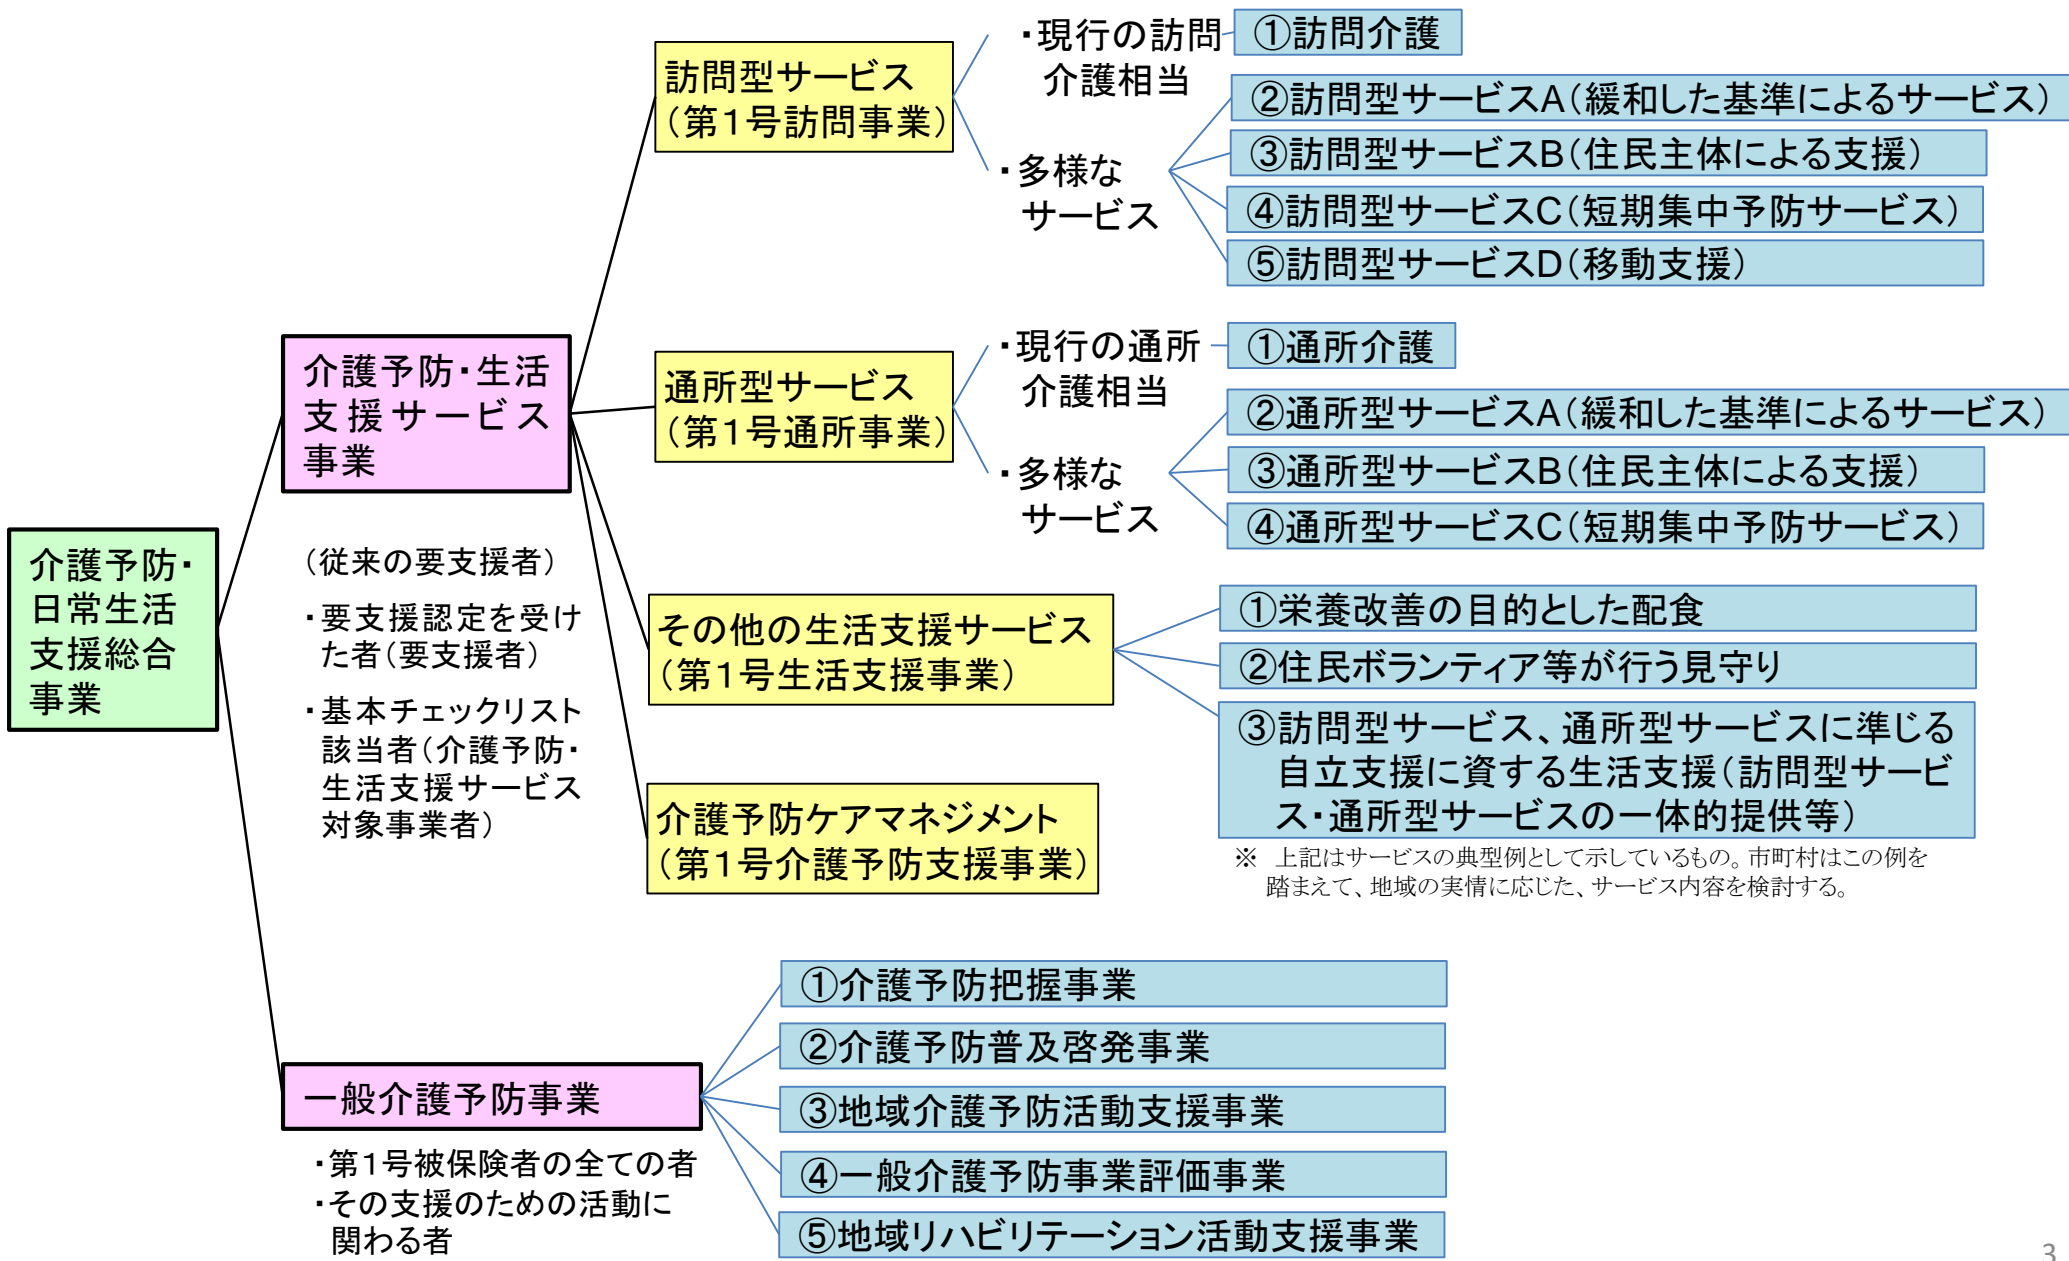 介護予防・
日常生活
支援総合
事業
介護予防・生活
支援サービス
事業
（従来の要支援者）
・要支援認定を受け
た者（要支援者）
・基本チェックリスト
該当者（介護予防・
生活支援サービス
対象事業者）
訪問型サービス
（第１号訪問事業）
・現行の訪問
介護相当
①訪問介護
・多様な
サービス
②訪問型サービスA（緩和した基準によるサービス）
③訪問型サービスB（住民主体による支援）
④訪問型サービスC（短期集中予防サービス）
⑤訪問型サービスD（移動支援）
通所型サービス
（第１号通所事業）
・現行の通所
介護相当
①通所介護
・多様な
サービス
②通所型サービスA（緩和した基準によるサービス）
③通所型サービスB（住民主体による支援）
④通所型サービスC（短期集中予防サービス）
その他の生活支援サービス
（第１号生活支援事業）
①栄養改善の目的とした配食
②住民ボランティア等が行う見守り
③訪問型サービス、通所型サービスに準じる
自立支援に資する生活支援（訪問型サービ
ス・通所型サービスの一体的提供等）
※　上記はサービスの典型例として示しているもの。市町村はこの例を
踏まえて、地域の実情に応じた、サービス内容を検討する。
介護予防ケアマネジメント
（第１号介護予防支援事業）
一般介護予防事業
・第１号被保険者の全ての者
・その支援のための活動に
関わる者
①介護予防把握事業
②介護予防普及啓発事業
③地域介護予防活動支援事業
④一般介護予防事業評価事業
⑤地域リハビリテーション活動支援事業
3